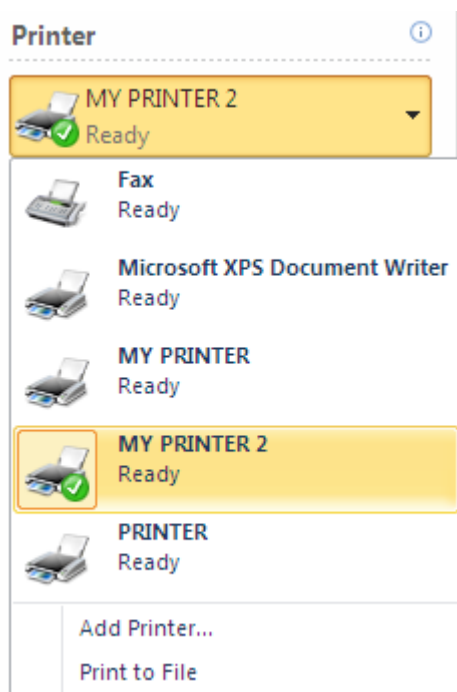 Printer
MY PRINTER 2
Ready
Fax
Ready
Microsoft XPS Document Writer
Ready
MY PRINTER
Ready
MY PRINTER 2
Ready
PRINTER
Ready
Add Printer...
Print to File